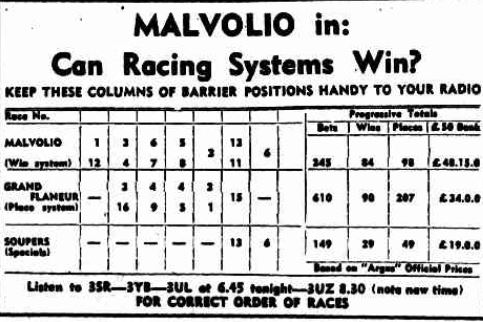 MALVOLIO in:
Can Racing Systems Win?
KEEP THESE COLUMNS OF BARRIER POSITIONS HANDY TO YOUR RADIO
Race No. Progressive Totals
Bets Wins Places £50 Bank
MALVOLIO 1 3 6 5 3 13 6
(Win system) 12 4 7 8 11 245 84 98 £48.15.0
GRAND FLANEUR — 3 4 4 2 15 —
(Place system) 16 9 5 1 610 90 207 £34.0.0
SOUPERS — — — — — 13 6
(Specials) 149 29 49 £19.0.0
Based on "Argus" Official Prices
Listen to 3SR—3YB—3UL at 6.45 tonight—3UZ 8.30 (note new time)
FOR CORRECT ORDER OF RACES